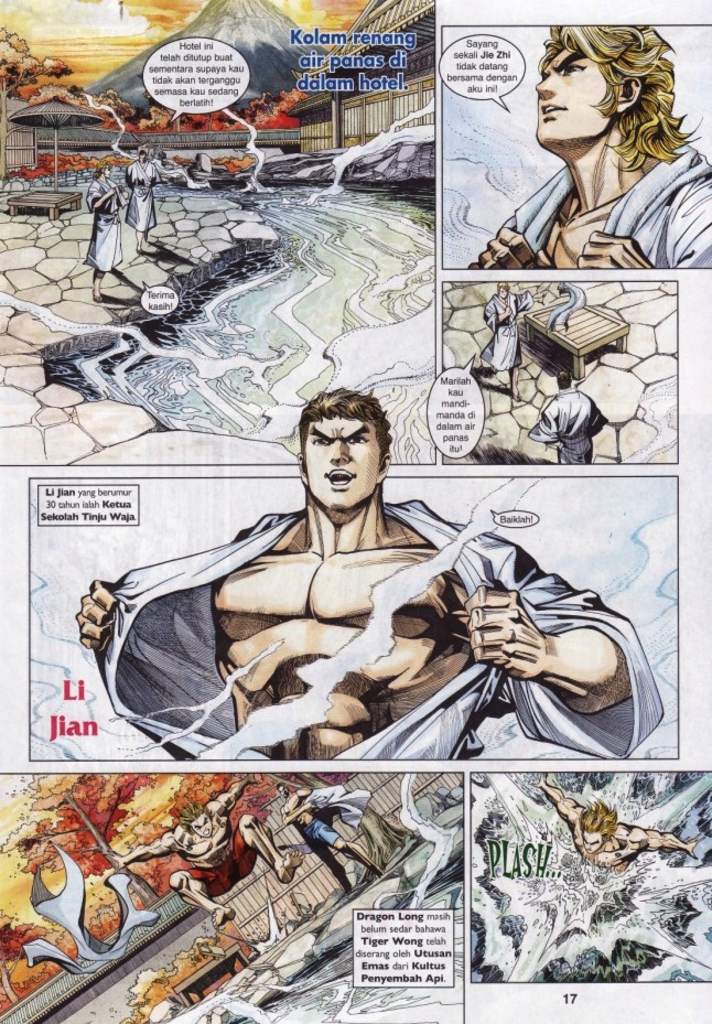 Hotel ini
telah ditutup buat
sementara supaya kau
tidak akan terganggu
semasa kau sedang
berlatih!
Kolam renang
air panas di
dalam hotel.
Terima
kasih!
Sayang
sekali Jie Zhi
tidak datang
bersama dengan
aku ini!
Marilah
kau
mandi-
manda di
dalam air
panas
itu!
Li Jian yang berumur
30 tahun ialah Ketua
Sekolah Tinju Waja.
Baiklah!
Li
Jian
Dragon Long masih
belum sedar bahawa
Tiger Wong telah
diserang oleh Utusan
Emas dari Kultus
Penyembah Api.
PLASH...
17